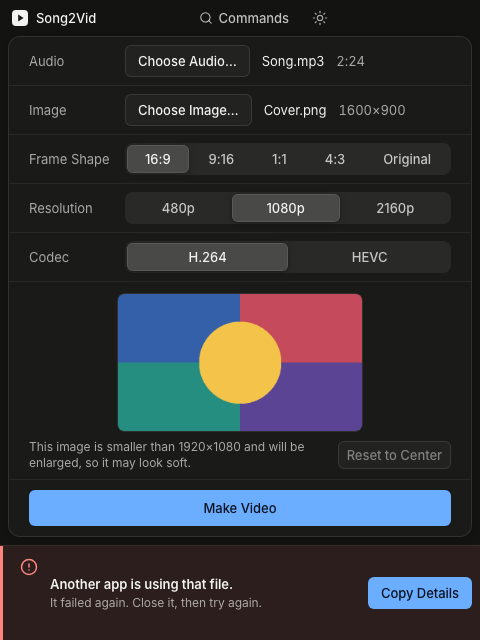 Song2Vid
Commands
Audio
Choose Audio...
Song.mp3
2:24
Image
Choose Image...
Cover.png
1600×900
Frame Shape
16:9
9:16
1:1
4:3
Original
Resolution
480p
1080p
2160p
Codec
H.264
HEVC
This image is smaller than 1920×1080 and will be
enlarged, so it may look soft.
Reset to Center
Make Video
Another app is using that file.
It failed again. Close it, then try again.
Copy Details